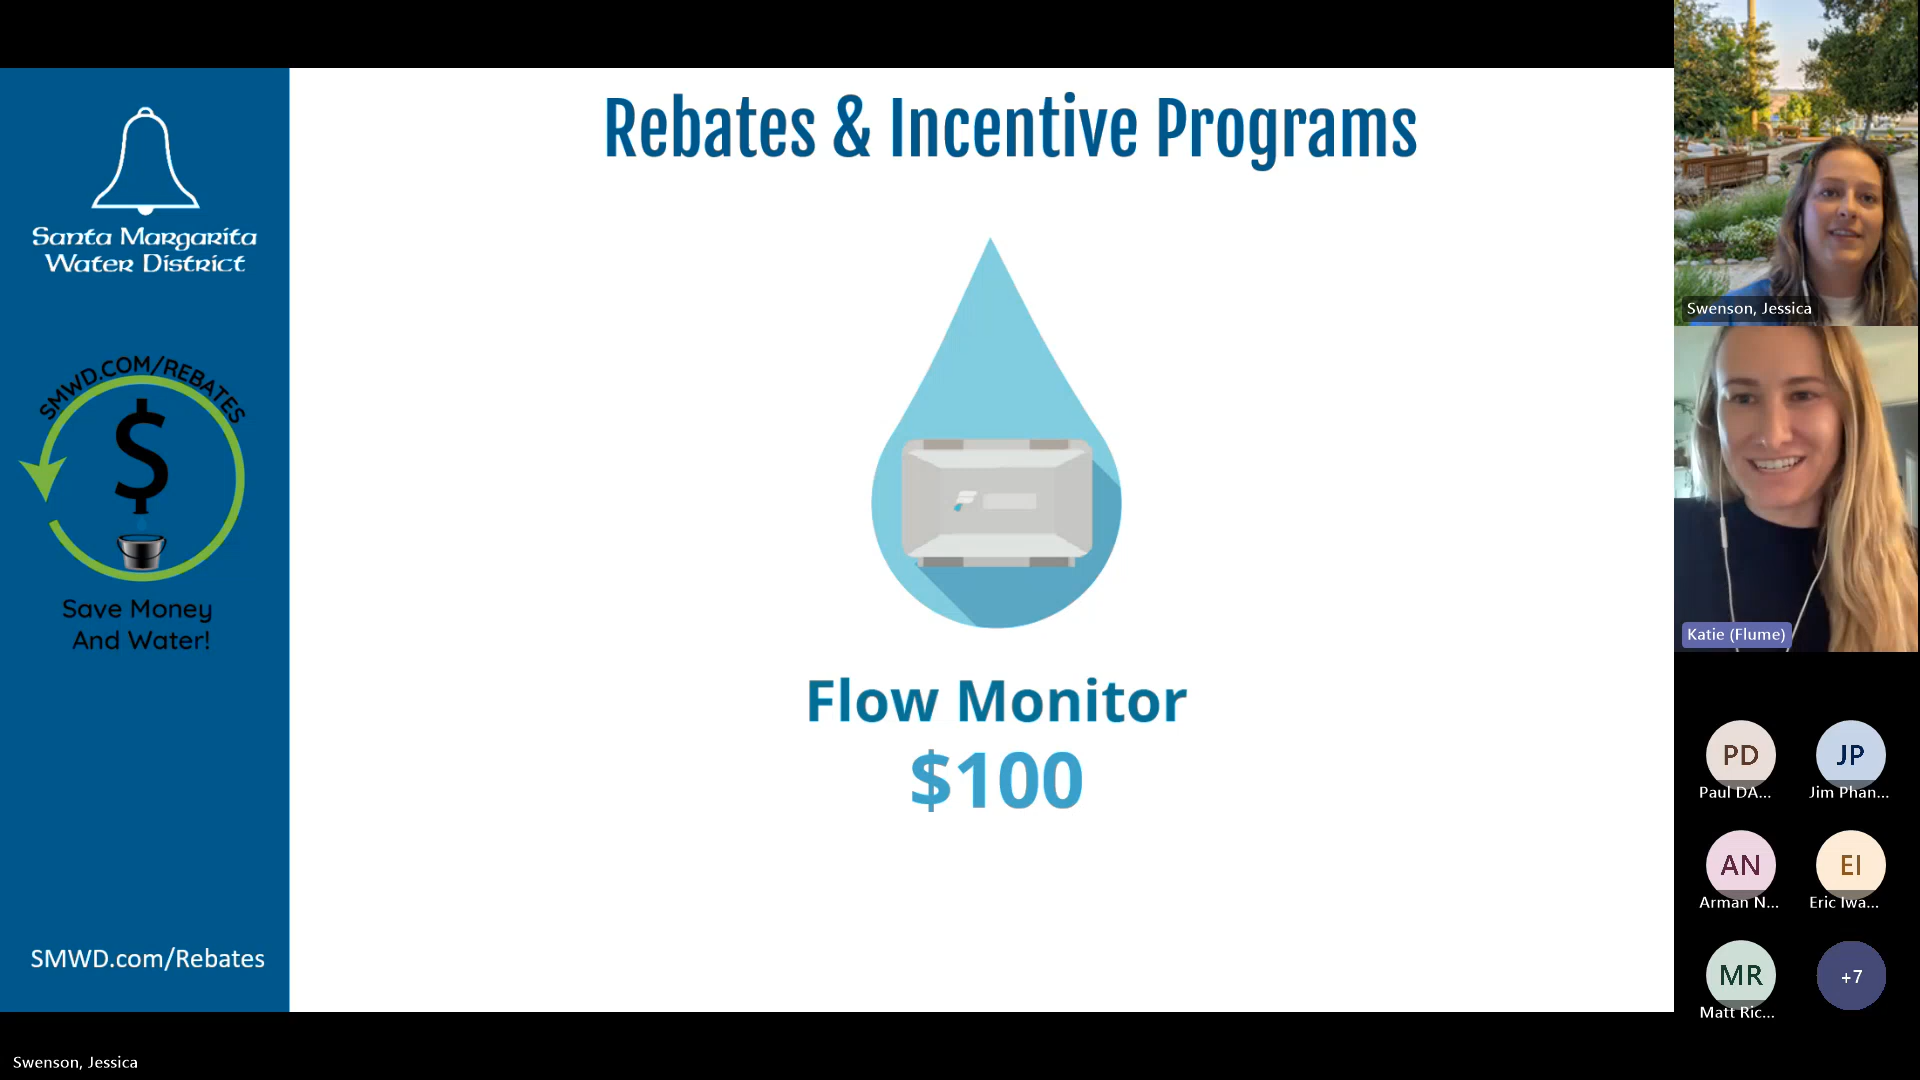 Santa Margarita
Water District
SMWD.COM/REBATES
$
Save Money
And Water!
SMWD.com/Rebates
Rebates & Incentive Programs
Flow Monitor
$100
Swenson, Jessica
Katie (Flume)
PD
Paul DA...
JP
Jim Phan...
AN
Arman N...
EI
Eric Iwa...
MR
Matt Ric...
+7
Swenson, Jessica